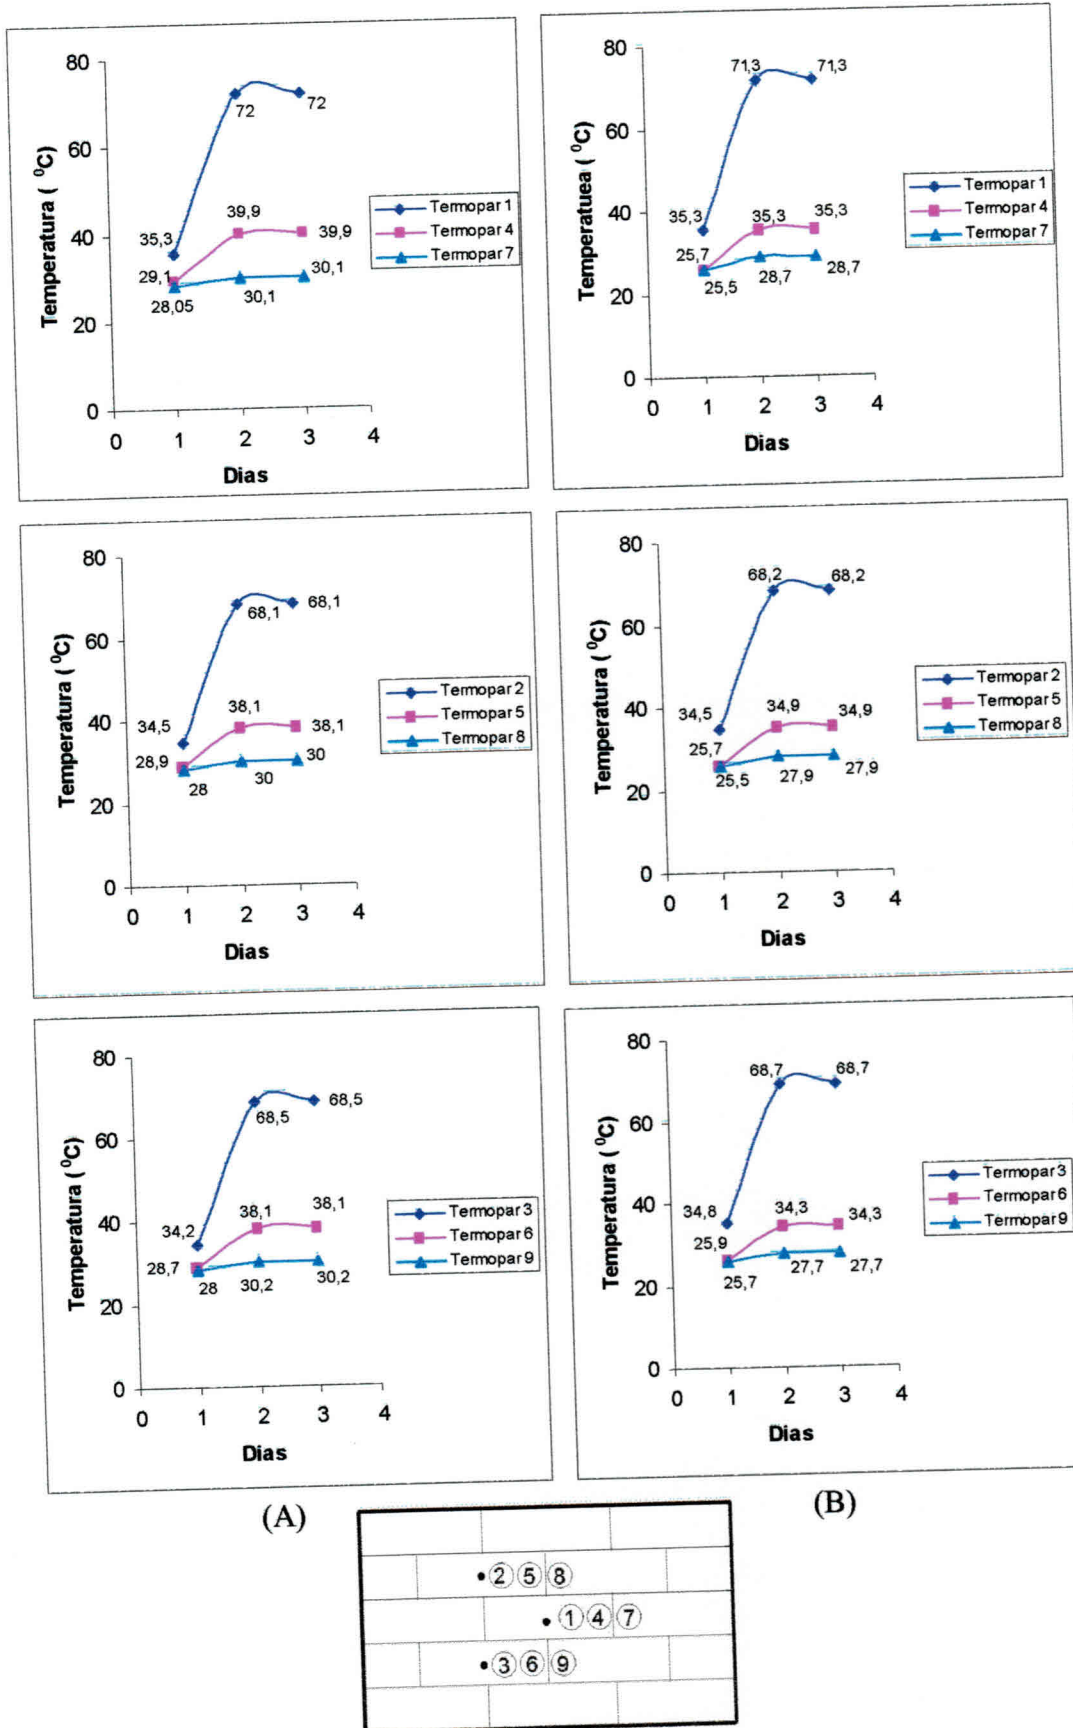 80
60
40
20
0
Temperatura ( ⁰C)
35,3
29,1
28,05
72
72
39,9
39,9
30,1
30,1
0 1 2 3 4
Dias
Termopar 1
Termopar 4
Termopar 7
80
60
40
20
0
Temperatuea ( ⁰C)
35,3
25,7
25,5
71,3
71,3
35,3
35,3
28,7
28,7
0 1 2 3 4
Dias
Termopar 1
Termopar 4
Termopar 7
80
60
40
20
0
Temperatura ( ⁰C)
34,5
28,9
28
68,1
68,1
38,1
38,1
30
30
0 1 2 3 4
Dias
Termopar 2
Termopar 5
Termopar 8
80
60
40
20
0
Temperatura ( ⁰C)
34,5
25,7
25,5
68,2
68,2
34,9
34,9
27,9
27,9
0 1 2 3 4
Dias
Termopar 2
Termopar 5
Termopar 8
80
60
40
20
0
Temperatura ( ⁰C)
34,2
28,7
28
68,5
68,5
38,1
38,1
30,2
30,2
0 1 2 3 4
Dias
Termopar 3
Termopar 6
Termopar 9
80
60
40
20
0
Temperatura ( ⁰C)
34,8
25,9
25,7
68,7
68,7
34,3
34,3
27,7
27,7
0 1 2 3 4
Dias
Termopar 3
Termopar 6
Termopar 9
(A)
(B)
2 5 8
1 4 7
3 6 9